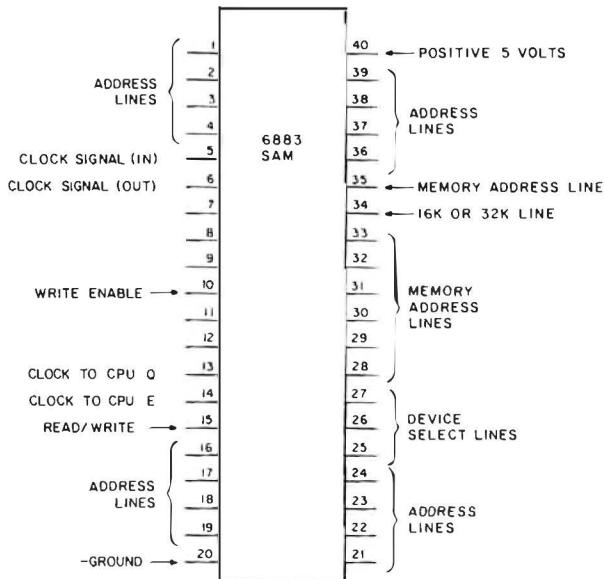 1
2
3
4
ADDRESS
LINES
5
CLOCK SIGNAL (IN)
6
CLOCK SIGNAL (OUT)
7
8
9
10
WRITE ENABLE
11
12
13
CLOCK TO CPU Q
14
CLOCK TO CPU E
15
READ/WRITE
16
17
18
19
ADDRESS
LINES
20
-GROUND
6883
SAM
40
POSITIVE 5 VOLTS
39
38
37
36
ADDRESS
LINES
35
MEMORY ADDRESS LINE
34
16K OR 32K LINE
33
32
31
30
29
28
MEMORY
ADDRESS
LINES
27
26
25
DEVICE
SELECT LINES
24
23
22
21
ADDRESS
LINES